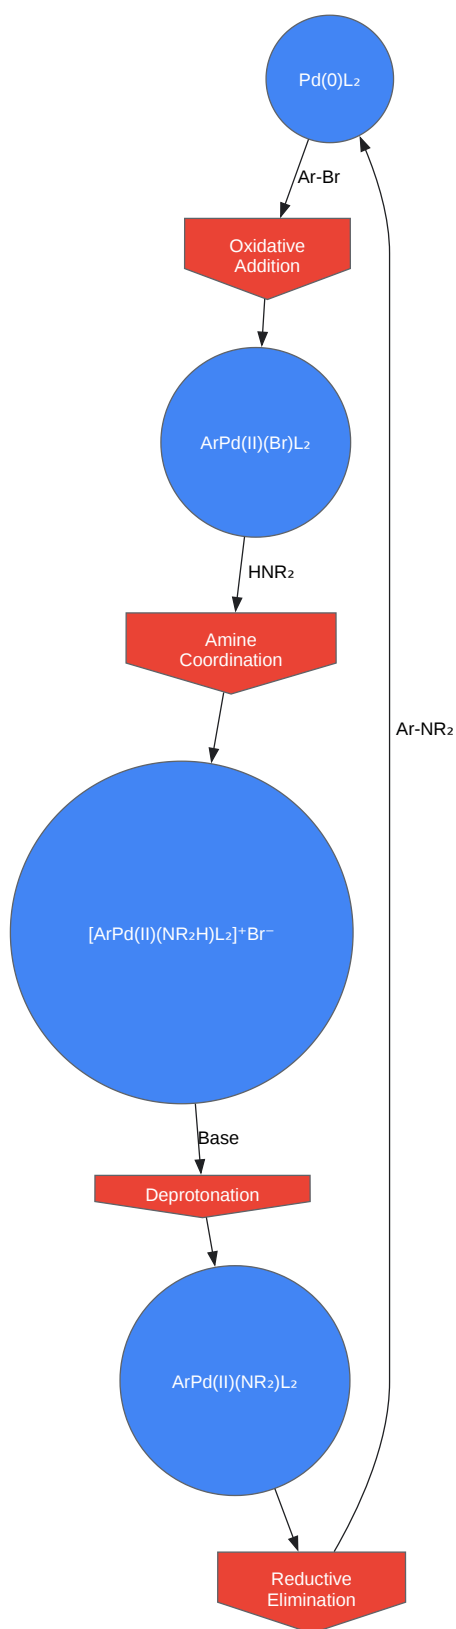 Pd(0)L₂
Ar-Br
Oxidative
Addition
ArPd(II)(Br)L₂
HNR₂
Amine
Coordination
Ar-NR₂
[ArPd(II)(NR₂H)L₂]⁺Br⁻
Base
Deprotonation
ArPd(II)(NR₂)L₂
Reductive
Elimination